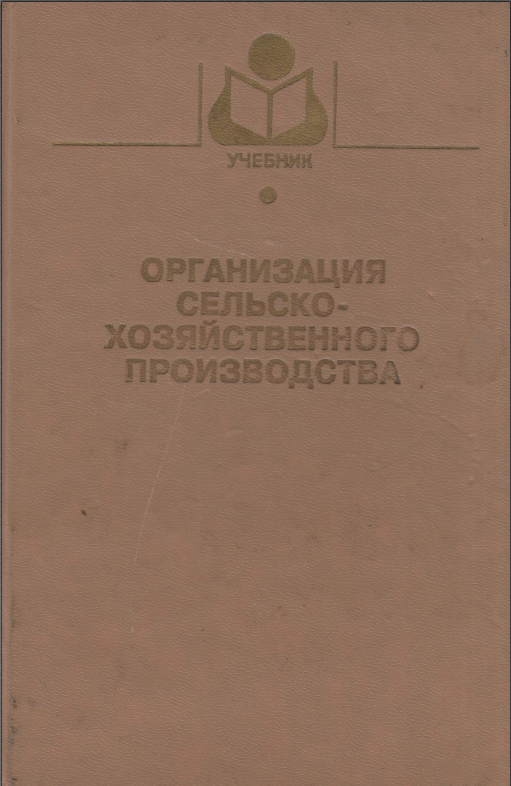 УЧЕБНИК
ОРГАНИЗАЦИЯ
СЕЛЬСКО-
ХОЗЯЙСТВЕННОГО
ПРОИЗВОДСТВА